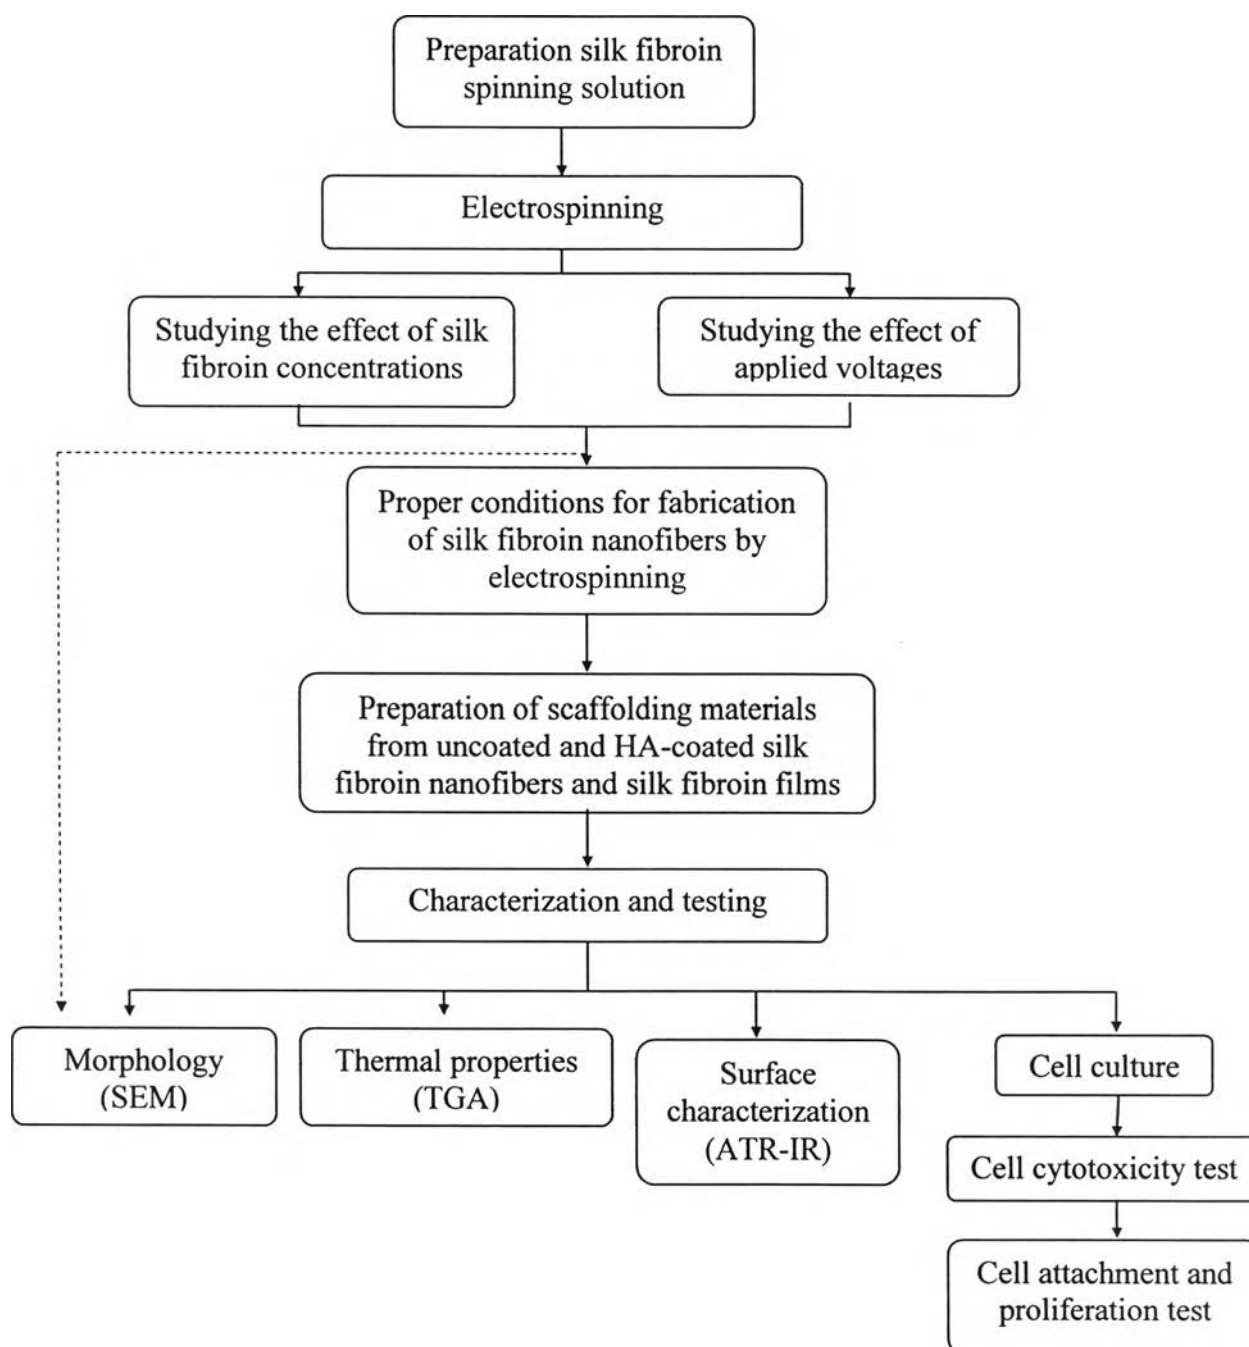 Preparation silk fibroin
spinning solution
Electrospinning
Studying the effect of silk
fibroin concentrations
Studying the effect of
applied voltages
Proper conditions for fabrication
of silk fibroin nanofibers by
electrospinning
Preparation of scaffolding materials
from uncoated and HA-coated silk
fibroin nanofibers and silk fibroin films
Characterization and testing
Morphology
(SEM)
Thermal properties
(TGA)
Surface
characterization
(ATR-IR)
Cell culture
Cell cytotoxicity test
Cell attachment and
proliferation test